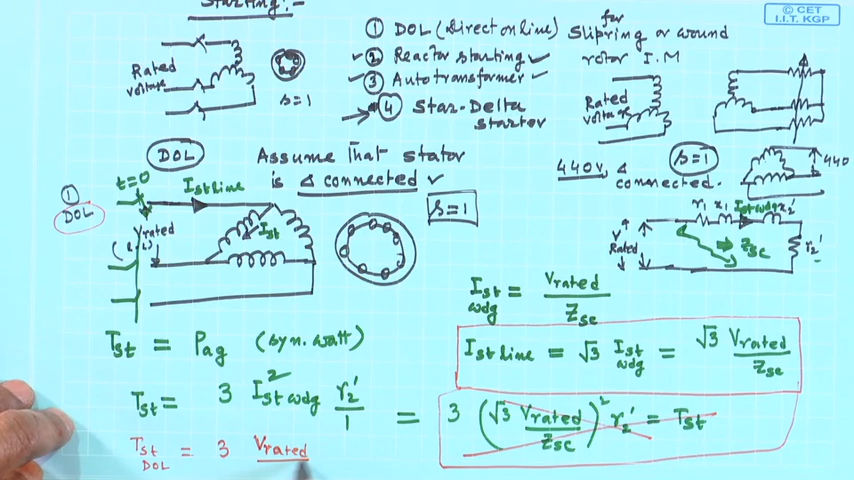 Starting:
© CET
I.I.T. KGP
Rated
voltage
s=1
① DOL (Direct on line)
② Reactor starting ✓
✓ ③ Autotransformer ✓
④ Star-Delta
starter
for
Slipring or wound
rotor I.M
Rated
voltage
DOL
Assume That stator
is Δ connected ✓
s=1
440V, Δ
connected.
s=1
440
①
DOL
t=0
Ist line
Vrated
(L-L)
Ist
V
Rated
r1 x1 Ist wdg x2'
Zsc
r2'
Ist wdg = Vrated / Zsc
Ist line = √3 Ist wdg = √3 Vrated / Zsc
Tst = Pag (syn. watt)
Tst = 3 I²st wdg r2'/1 = 3 (√3 Vrated / Zsc)² r2' = Tst
Tst DOL = 3 Vrated